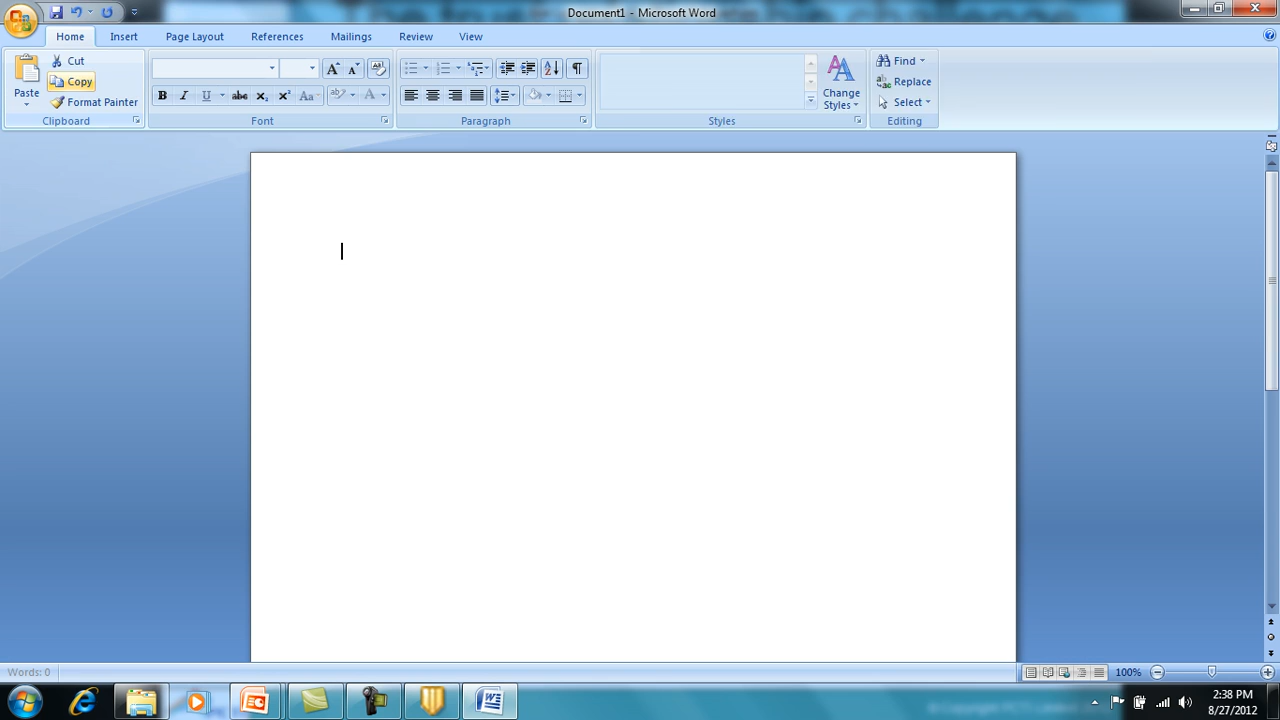 Document1 - Microsoft Word
Home Insert Page Layout References Mailings Review View
Paste
Cut
Copy
Format Painter
Change
Styles
Find
Replace
Select
Clipboard Font Paragraph Styles Editing
Words: 0
100%
2:38 PM
8/27/2012